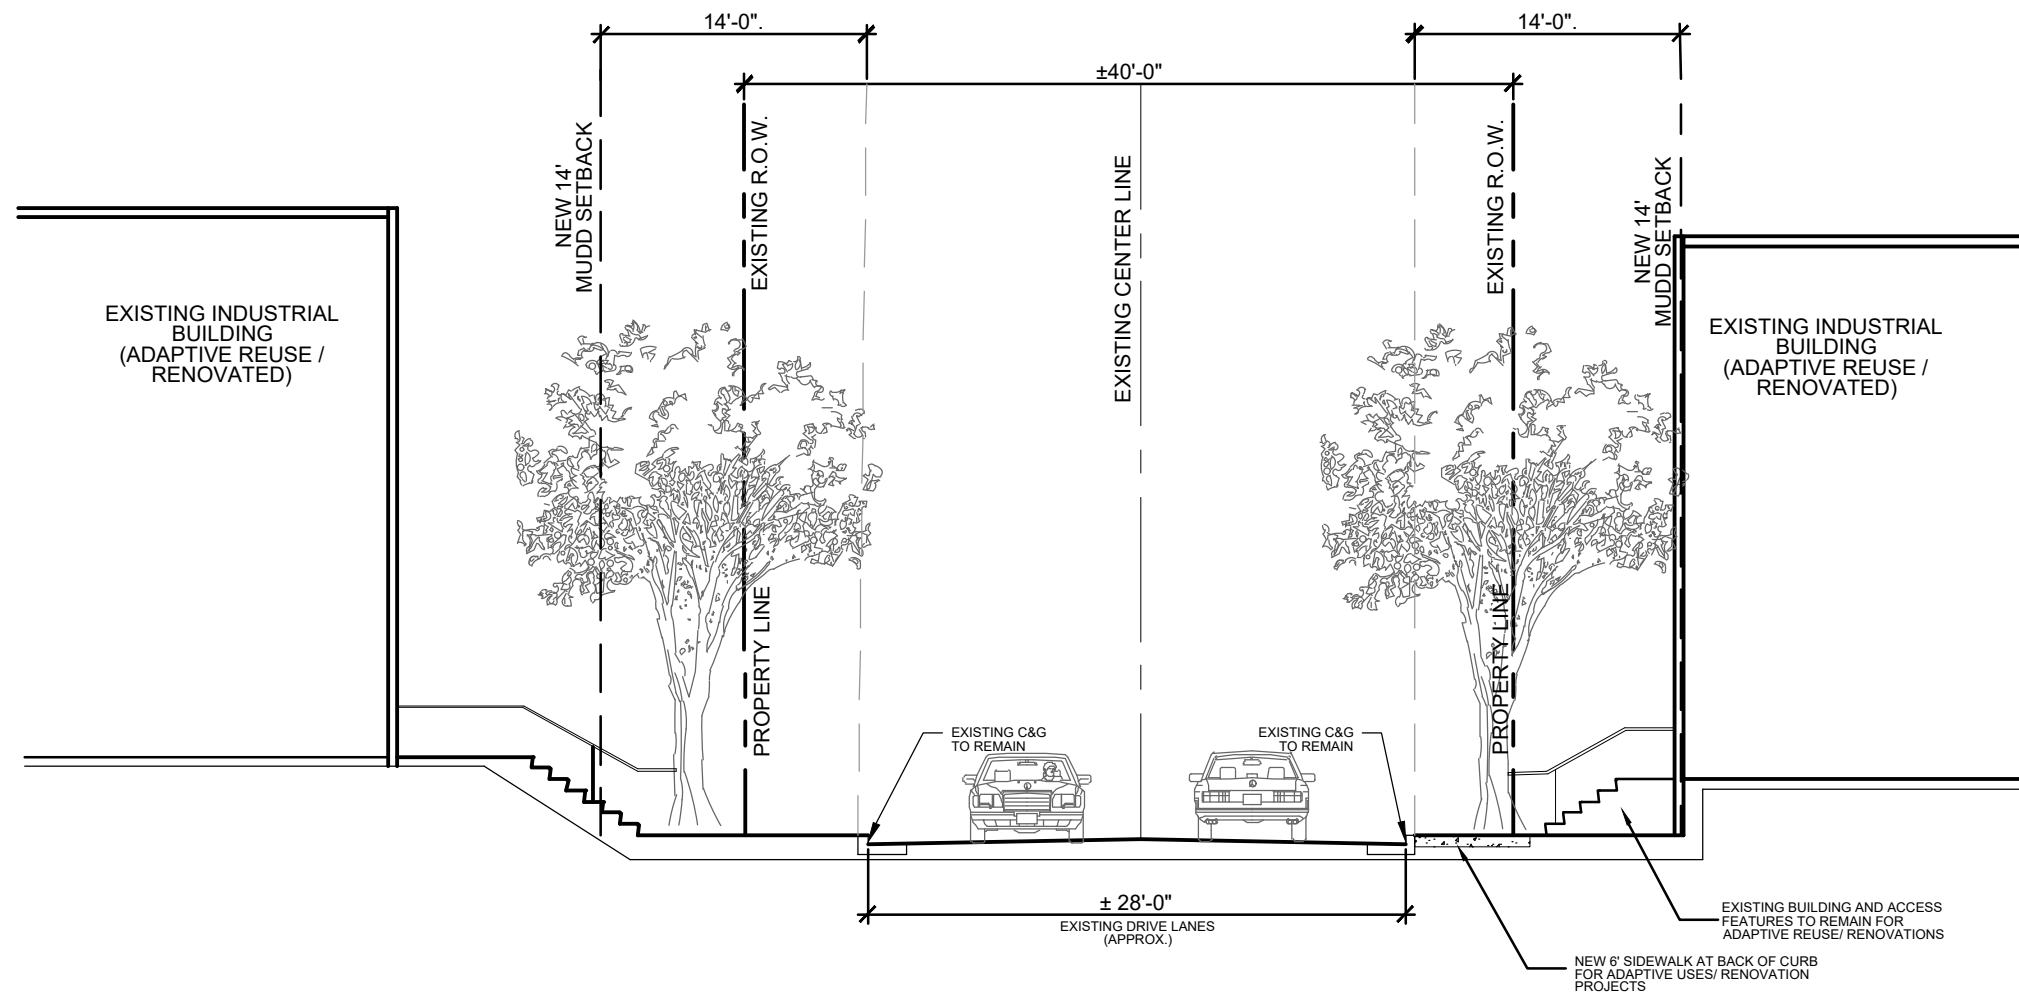 14'-0".
14'-0".
±40'-0"
NEW 14'
MUDD SETBACK
EXISTING R.O.W.
EXISTING CENTER LINE
EXISTING R.O.W.
NEW 14'
MUDD SETBACK
EXISTING INDUSTRIAL
BUILDING
(ADAPTIVE REUSE /
RENOVATED)
EXISTING INDUSTRIAL
BUILDING
(ADAPTIVE REUSE /
RENOVATED)
PROPERTY LINE
PROPERTY LINE
EXISTING C&G
TO REMAIN
EXISTING C&G
TO REMAIN
± 28'-0"
EXISTING DRIVE LANES
(APPROX.)
EXISTING BUILDING AND ACCESS
FEATURES TO REMAIN FOR
ADAPTIVE REUSE/ RENOVATIONS
NEW 6' SIDEWALK AT BACK OF CURB
FOR ADAPTIVE USES/ RENOVATION
PROJECTS